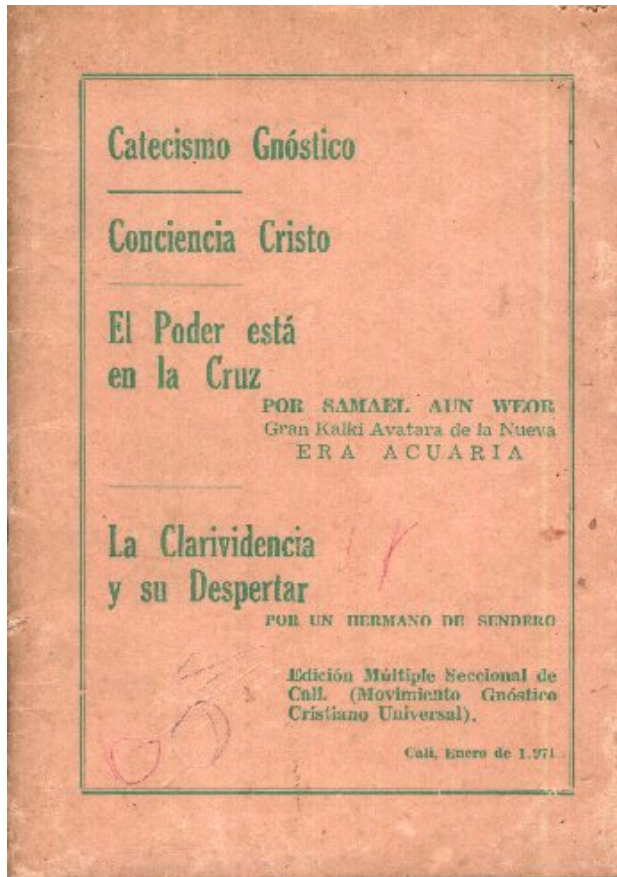 Catecismo Gnóstico
Conciencia Cristo
El Poder está
en la Cruz
POR SAMAEL AUN WEOR
Gran Kalki Avatara de la Nueva
ERA ACUARIA
La Clarividencia
y su Despertar
POR UN HERMANO DE SENDERO
Edición Múltiple Seccional de
Cali. (Movimiento Gnóstico
Cristiano Universal).
Cali, Enero de 1.971